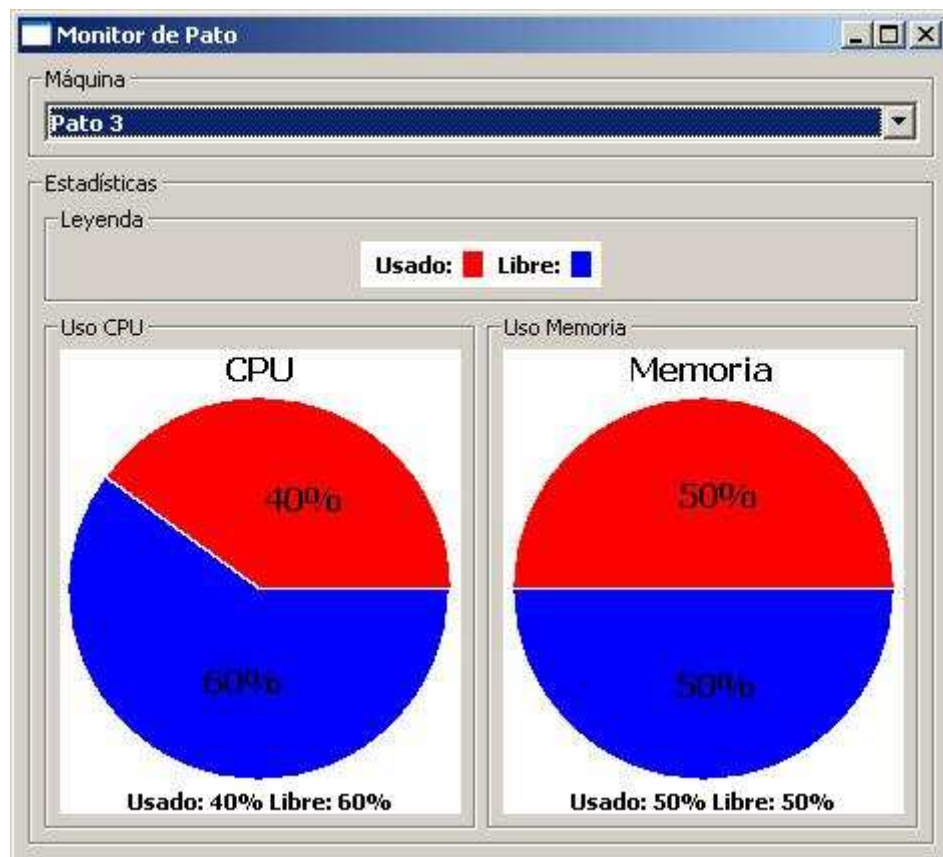 Monitor de Pato
Máquina
Pato 3
Estadísticas
Leyenda
Usado: Libre:
Uso CPU
CPU
40%
60%
Usado: 40% Libre: 60%
Uso Memoria
Memoria
50%
50%
Usado: 50% Libre: 50%